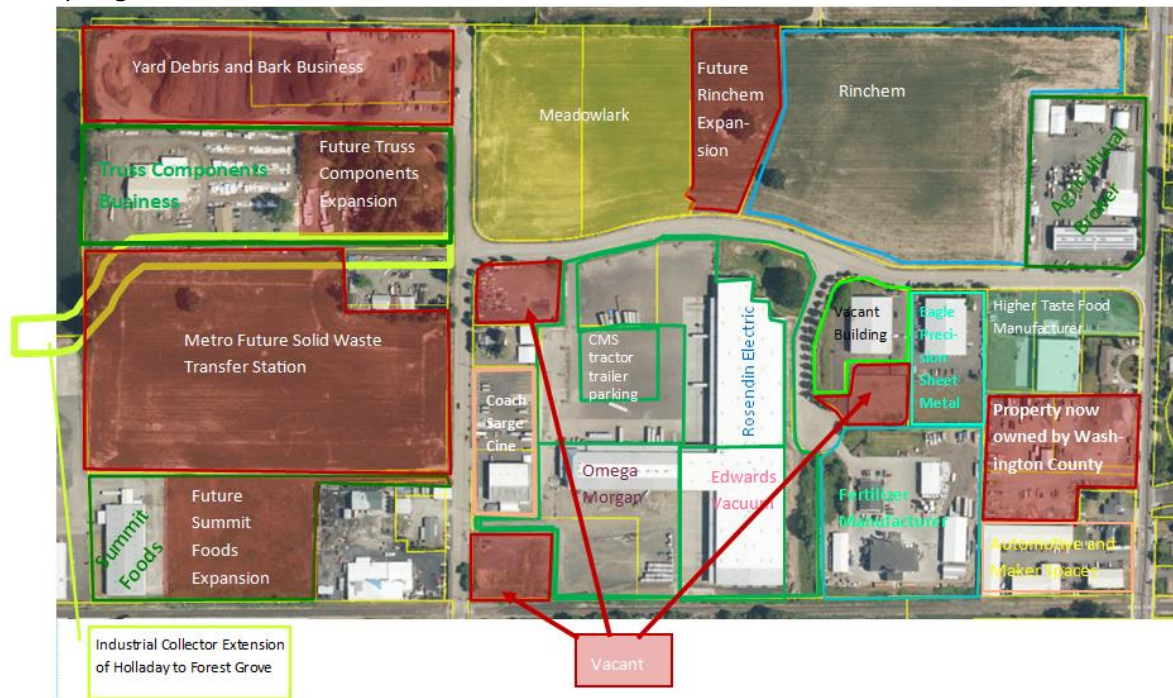 Yard Debris and Bark Business
Meadowlark
Future
Rinchem
Expan-
sion
Rinchem
Truss Components
Business
Future Truss
Components
Expansion
Agricultural
Broker
Metro Future Solid Waste
Transfer Station
CMS
tractor
trailer
parking
Rosendin Electric
Vacant
Building
Eagle
Preci-
sion
Sheet
Metal
Higher Taste Food
Manufacturer
Coach
Sarge
Cine
Property now
owned by Wash-
ington County
Omega
Morgan
Edwards
Vacuum
Fertilizer
Manufacturer
Summit
Foods
Future
Summit
Foods
Expansion
Automotive and
Maker Spaces
Industrial Collector Extension
of Holladay to Forest Grove
Vacant